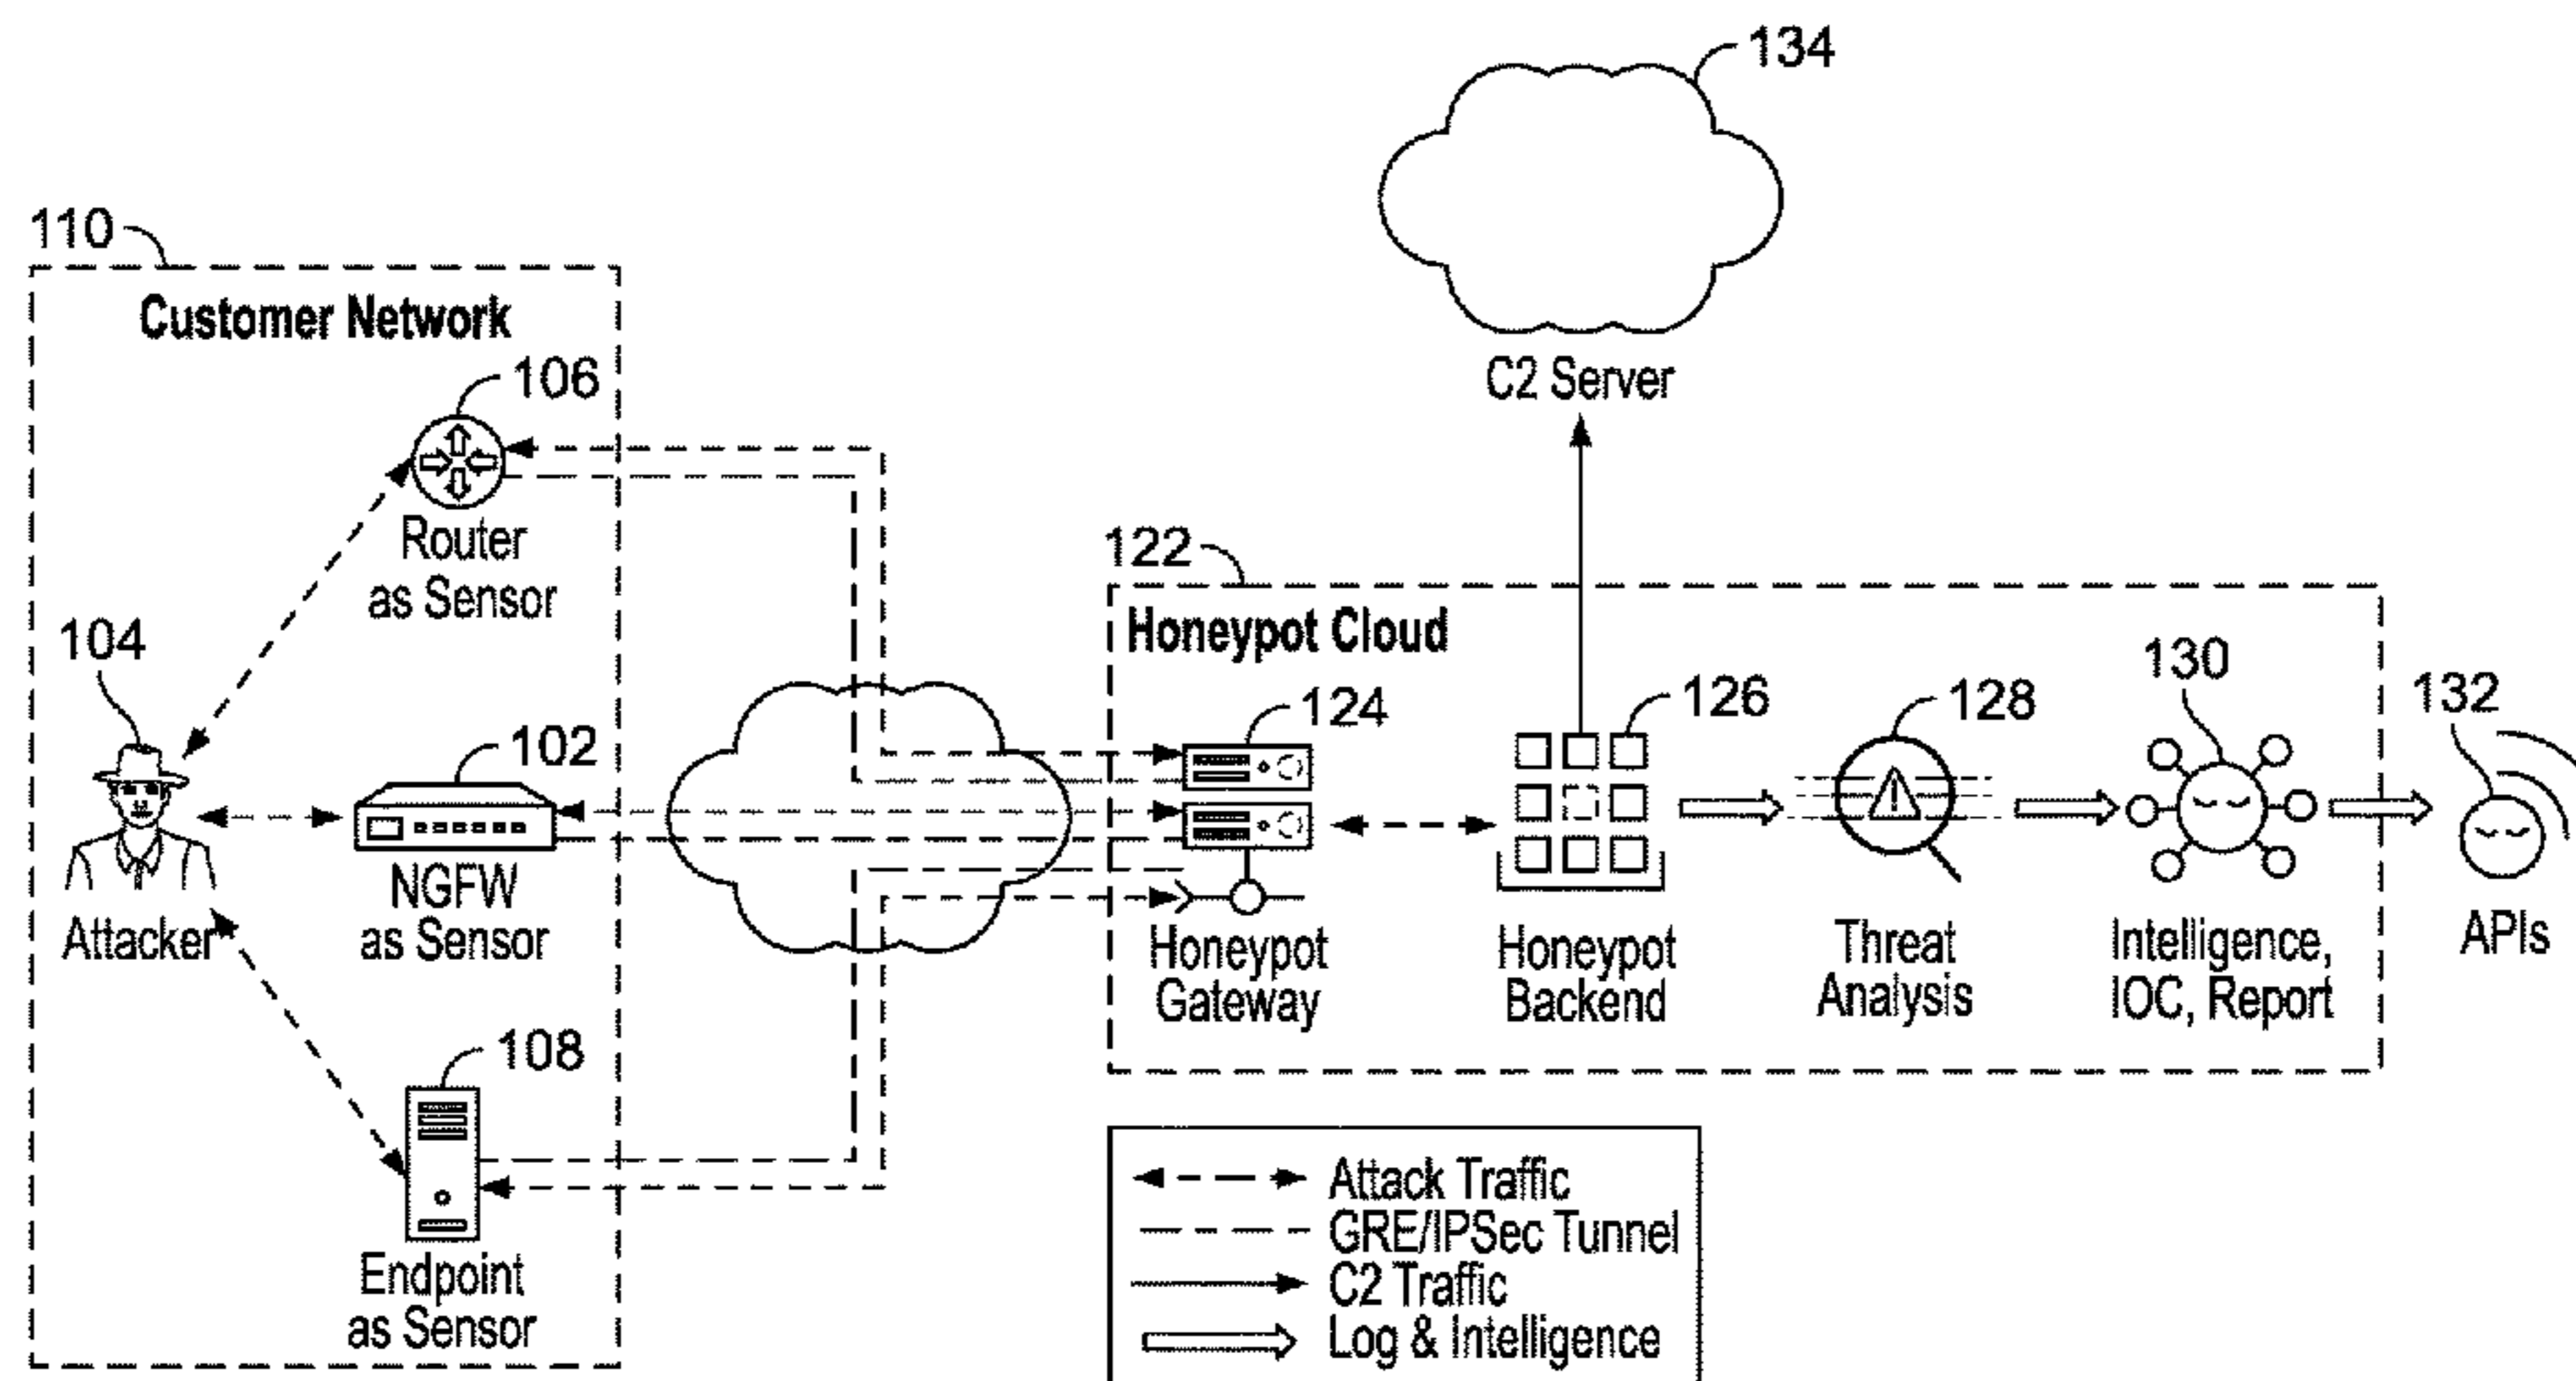 134
110
Customer Network
106
Router
as Sensor
104
Attacker
102
NGFW
as Sensor
108
Endpoint
as Sensor
C2 Server
122
Honeypot Cloud
124
Honeypot
Gateway
126
Honeypot
Backend
128
Threat
Analysis
130
Intelligence,
IOC, Report
132
APIs
Attack Traffic
GRE/IPSec Tunnel
C2 Traffic
Log & Intelligence